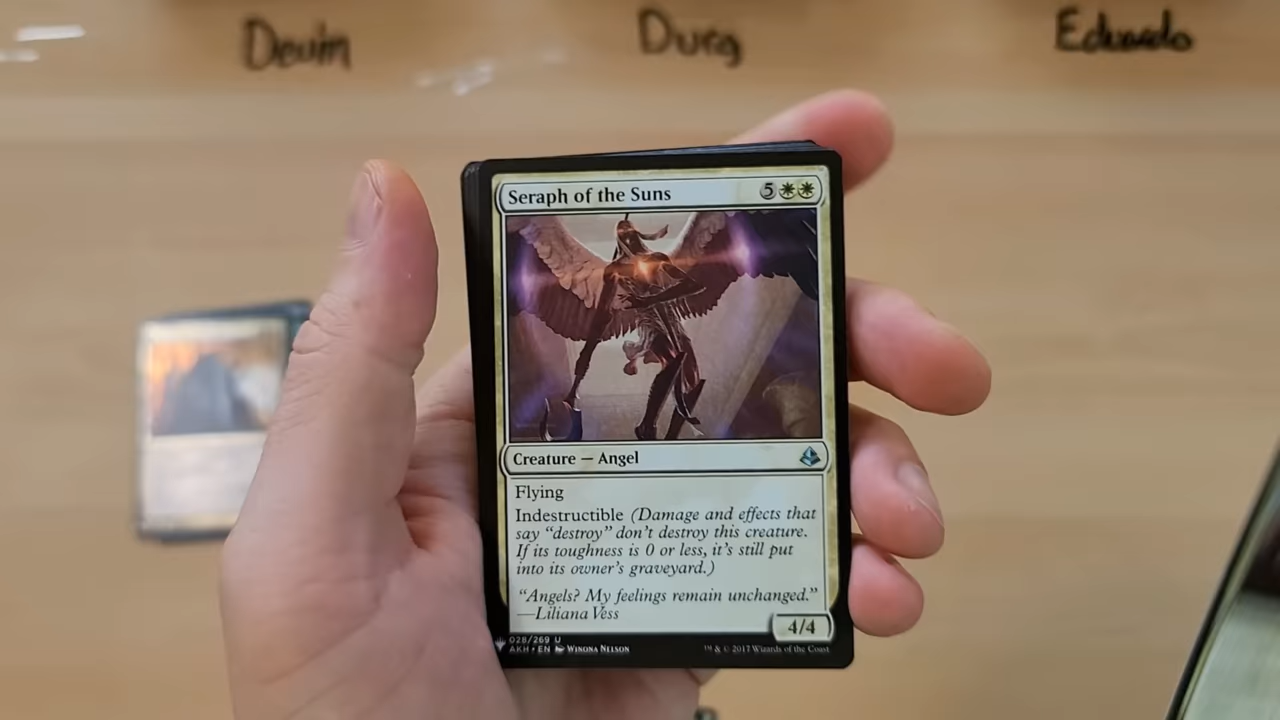 Devin
Durg
Eduardo
Seraph of the Suns 5
Creature — Angel
Flying
Indestructible (Damage and effects that
say “destroy” don’t destroy this creature.
If its toughness is 0 or less, it’s still put
into its owner’s graveyard.)
“Angels? My feelings remain unchanged.”
—Liliana Vess
4/4
028/269 U
AKH • EN Winona Nelson
™ & © 2017 Wizards of the Coast